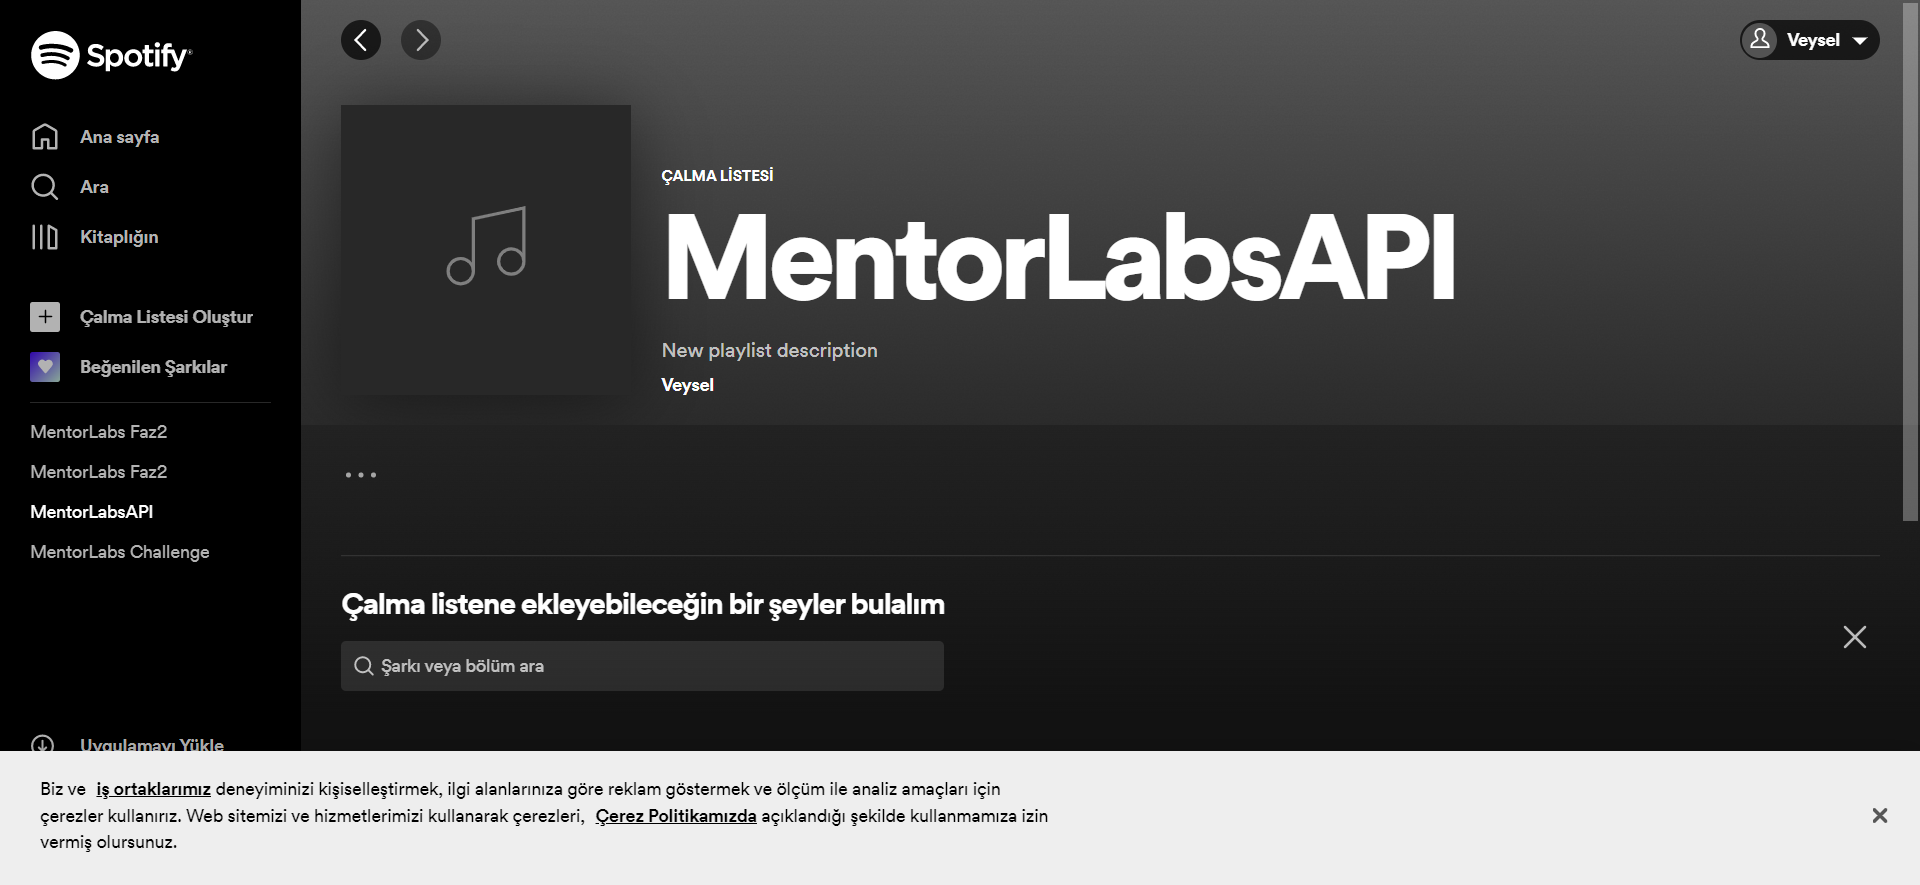 Spotify
Ana sayfa
Ara
Kitaplığın
Çalma Listesi Oluştur
Beğenilen Şarkılar
MentorLabs Faz2
MentorLabs Faz2
MentorLabsAPI
MentorLabs Challenge
Uygulamayı Yükle
Veysel
ÇALMA LİSTESİ
MentorLabsAPI
New playlist description
Veysel
Çalma listene ekleyebileceğin bir şeyler bulalım
Şarkı veya bölüm ara
Biz ve iş ortaklarımız deneyiminizi kişiselleştirmek, ilgi alanlarınıza göre reklam göstermek ve ölçüm ile analiz amaçları için
çerezler kullanırız. Web sitemizi ve hizmetlerimizi kullanarak çerezleri, Çerez Politikamızda açıklandığı şekilde kullanmamıza izin
vermiş olursunuz.